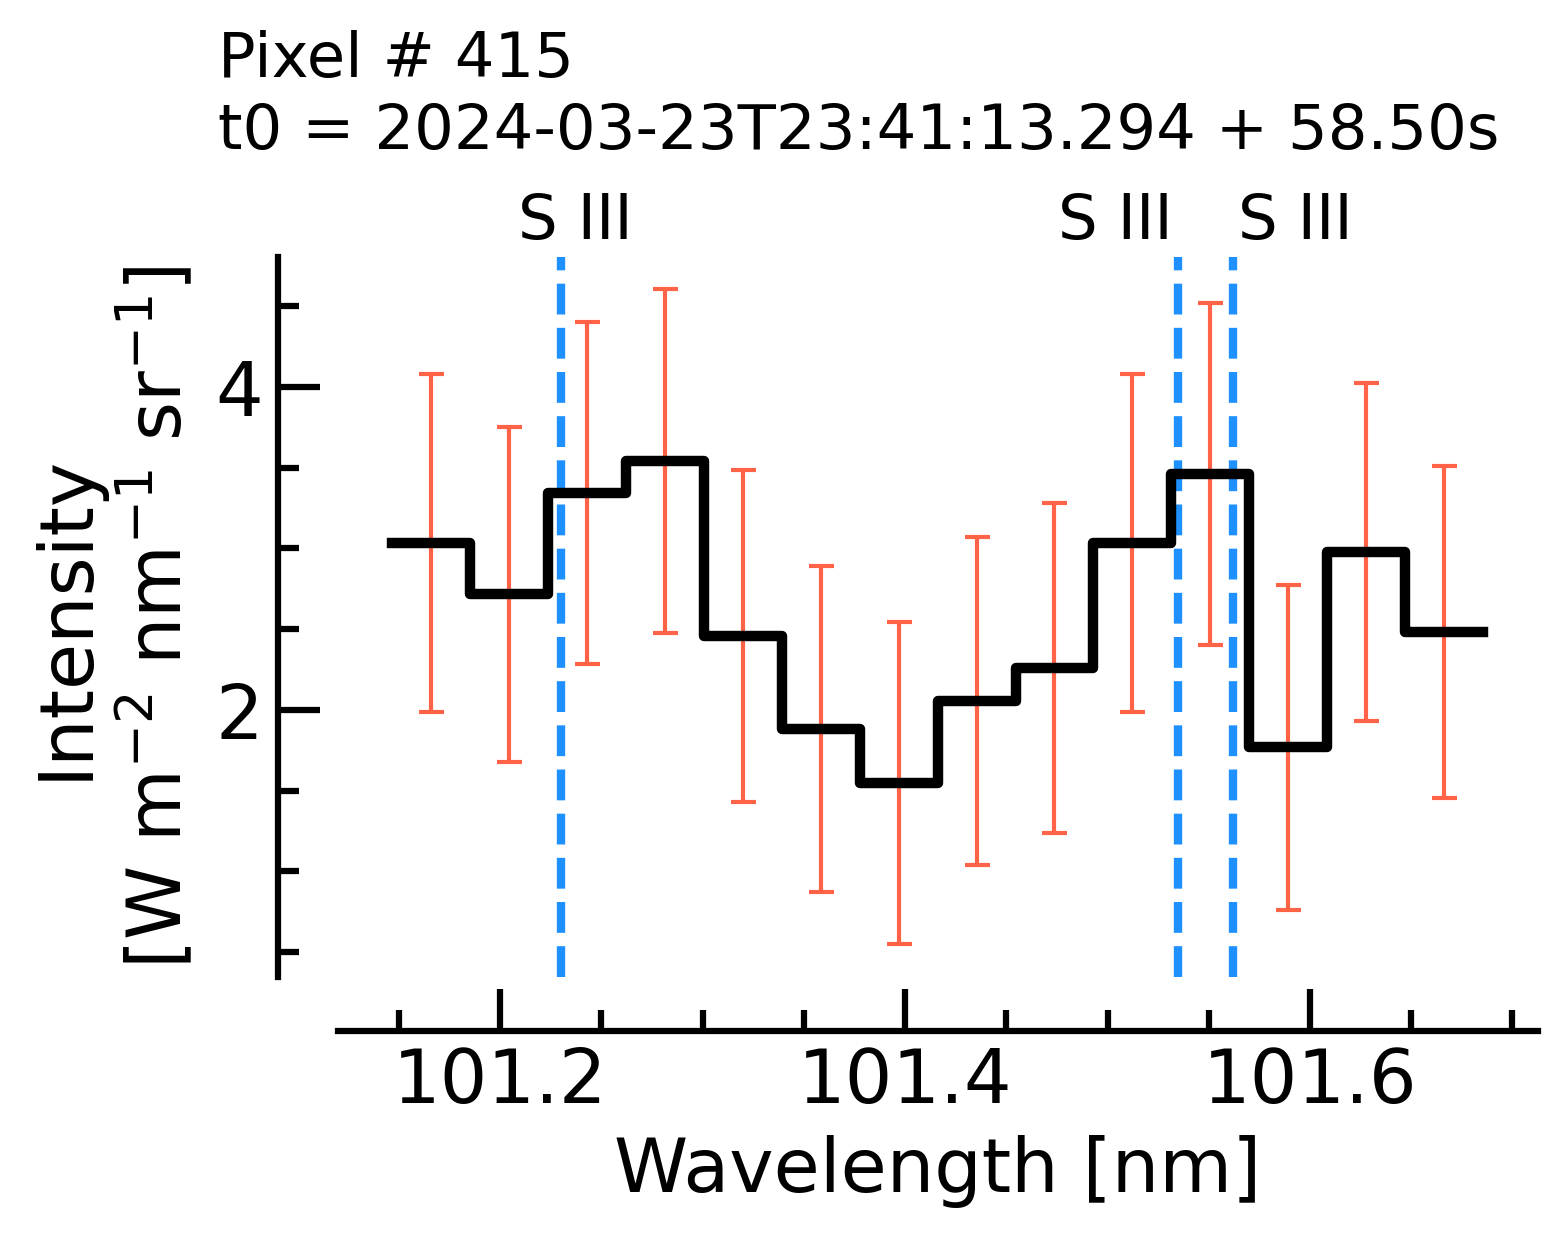 Pixel # 415
t0 = 2024-03-23T23:41:13.294 + 58.50s
S III S III S III
Intensity
[W m⁻² nm⁻¹ sr⁻¹]
4
2
101.2 101.4 101.6
Wavelength [nm]